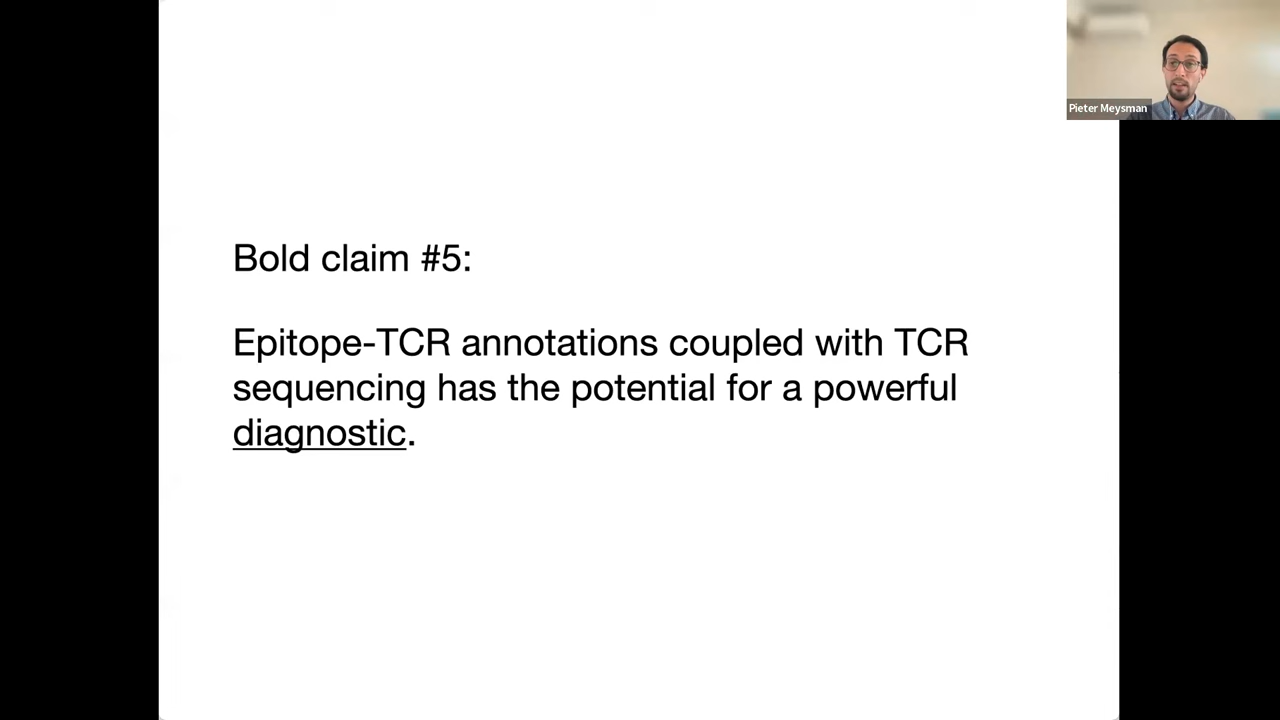 Pieter Meysman
Bold claim #5:
Epitope-TCR annotations coupled with TCR
sequencing has the potential for a powerful
diagnostic.